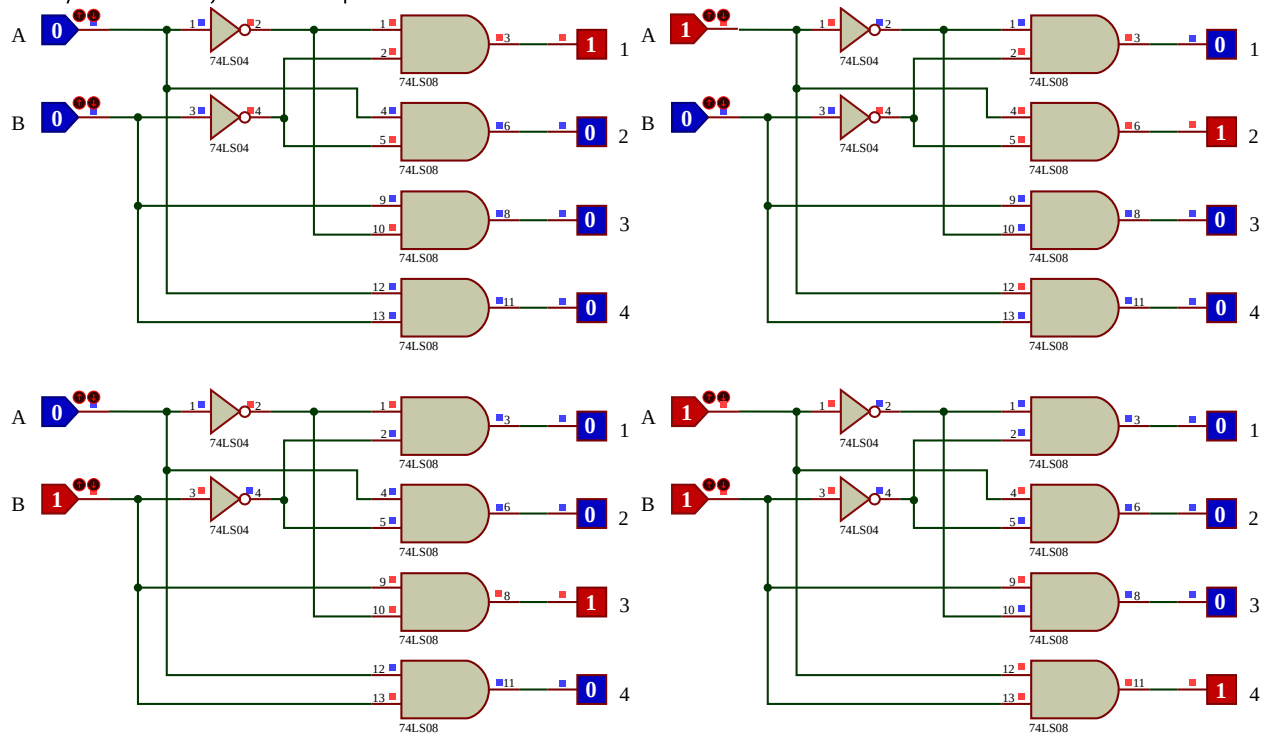 A 0 1 2 1 3 1 1
74LS04 2
74LS08
B 0 3 4 4 6 0 2
74LS04 5
74LS08
9 8 0 3
10
74LS08
12 11 0 4
13
74LS08
A 1 1 2 1 3 0 1
74LS04 2
74LS08
B 0 3 4 4 6 1 2
74LS04 5
74LS08
9 8 0 3
10
74LS08
12 11 0 4
13
74LS08
A 0 1 2 1 3 0 1
74LS04 2
74LS08
B 1 3 4 4 6 0 2
74LS04 5
74LS08
9 8 1 3
10
74LS08
12 11 0 4
13
74LS08
A 1 1 2 1 3 0 1
74LS04 2
74LS08
B 1 3 4 4 6 0 2
74LS04 5
74LS08
9 8 0 3
10
74LS08
12 11 1 4
13
74LS08